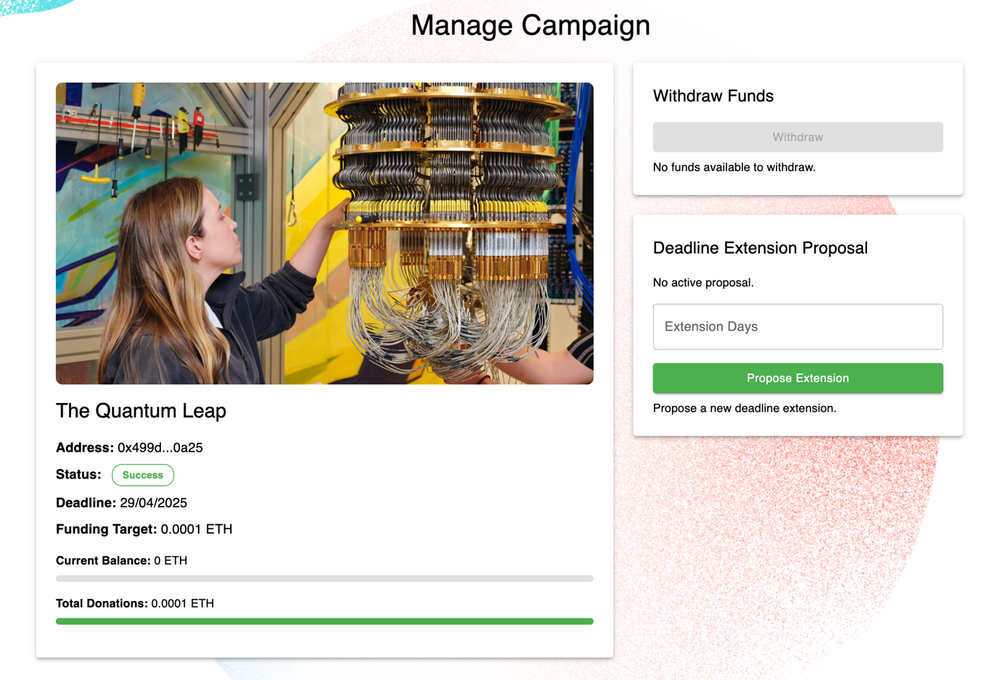 Manage Campaign
The Quantum Leap
Address: 0x499d...0a25
Status: Success
Deadline: 29/04/2025
Funding Target: 0.0001 ETH
Current Balance: 0 ETH
Total Donations: 0.0001 ETH
Withdraw Funds
Withdraw
No funds available to withdraw.
Deadline Extension Proposal
No active proposal.
Extension Days
Propose Extension
Propose a new deadline extension.